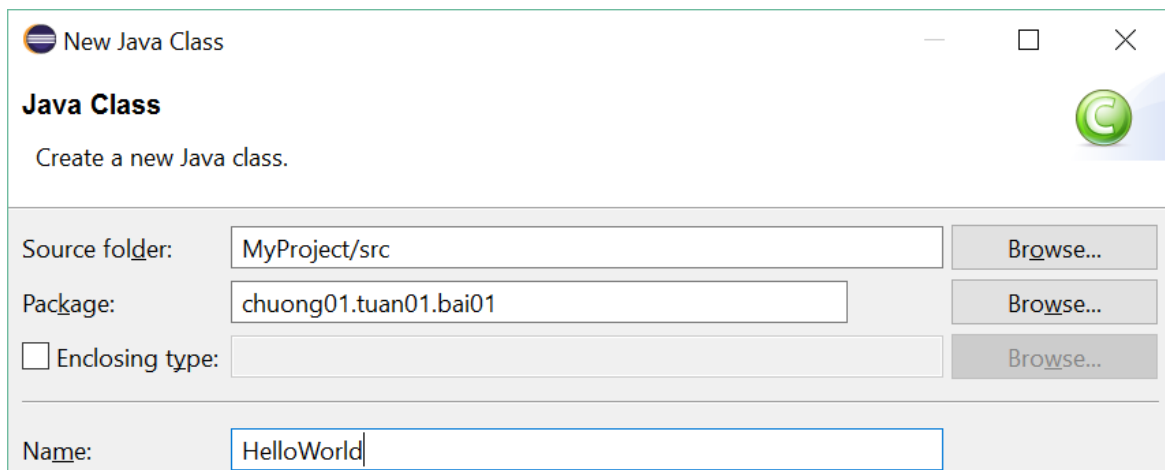 New Java Class
Java Class
Create a new Java class.
Source folder: MyProject/src Browse...
Package: chuong01.tuan01.bai01 Browse...
Enclosing type: Browse...
Name: HelloWorld